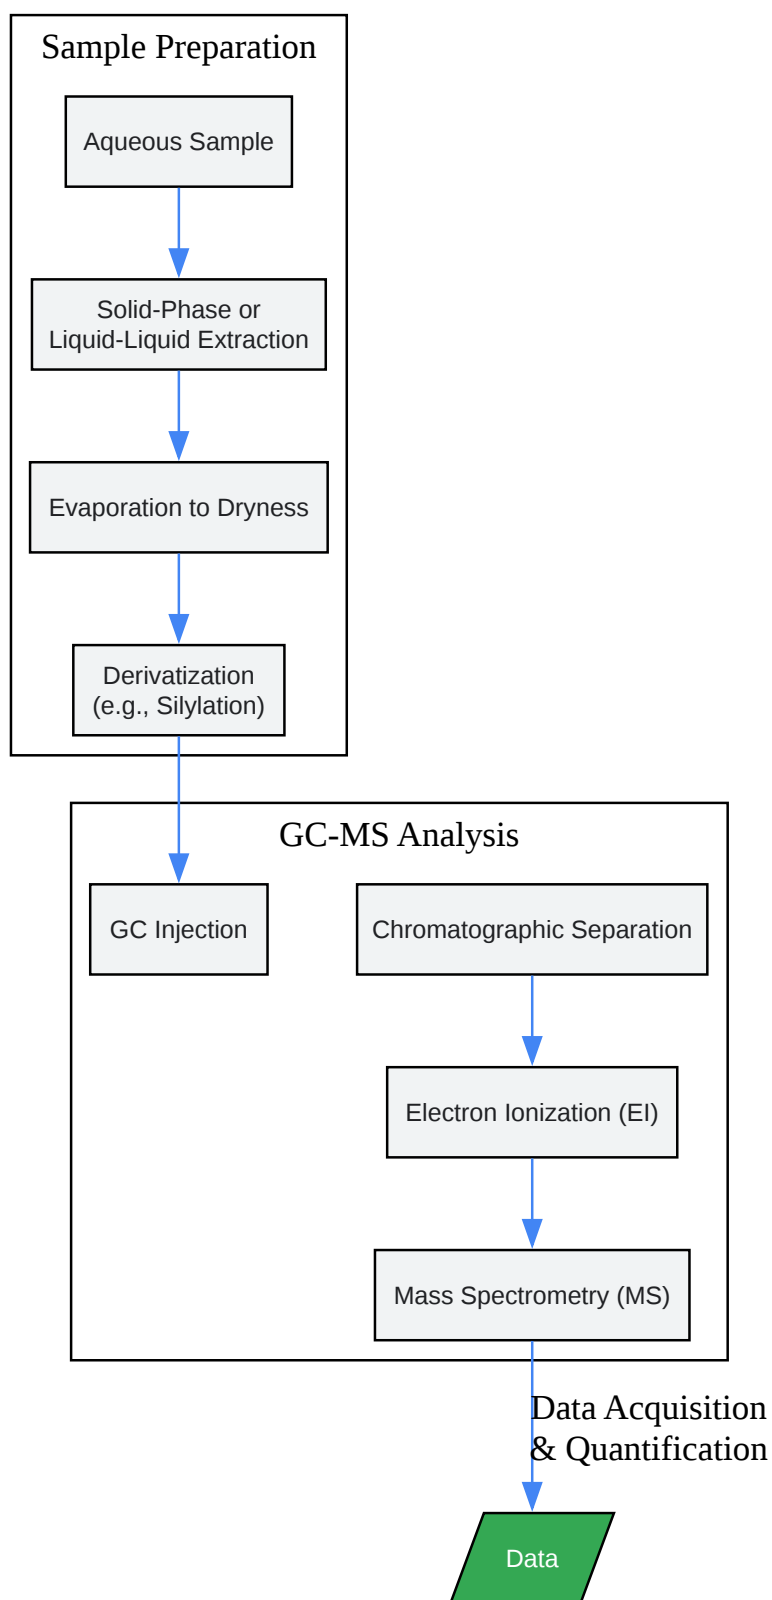 Sample Preparation
Aqueous Sample
Solid-Phase or
Liquid-Liquid Extraction
Evaporation to Dryness
Derivatization
(e.g., Silylation)
GC-MS Analysis
GC Injection
Chromatographic Separation
Electron Ionization (EI)
Mass Spectrometry (MS)
Data Acquisition
& Quantification
Data